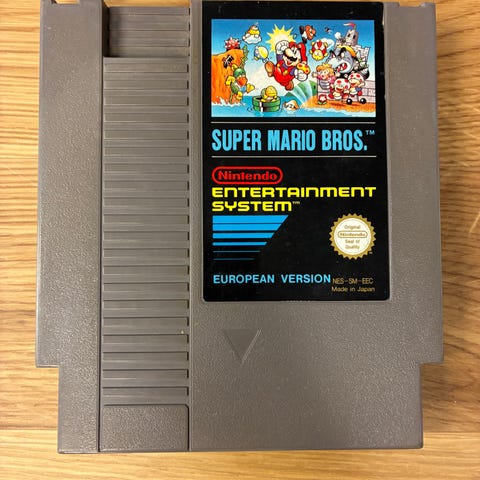 SUPER MARIO BROS.™
Nintendo
ENTERTAINMENT
SYSTEM™
Original
Nintendo
Seal of
Quality
EUROPEAN VERSION NES-SM-EEC
Made in Japan